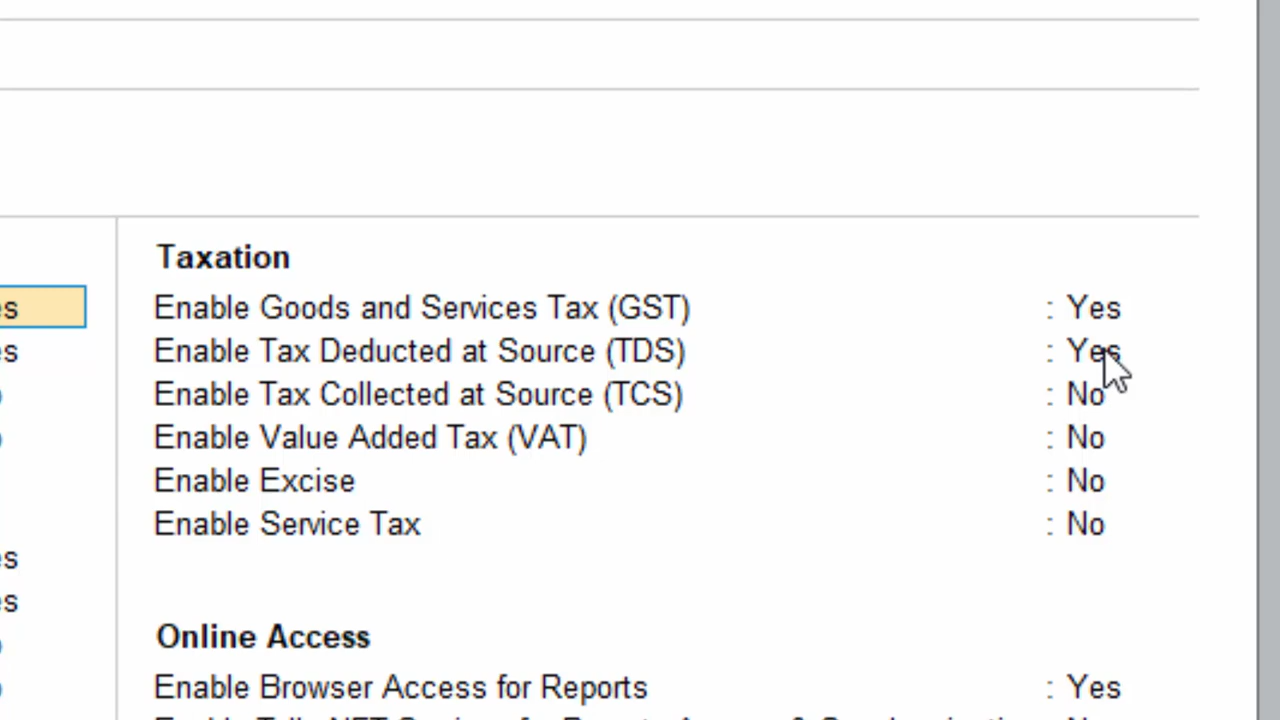 Taxation
Enable Goods and Services Tax (GST) : Yes
Enable Tax Deducted at Source (TDS) : Yes
Enable Tax Collected at Source (TCS) : No
Enable Value Added Tax (VAT) : No
Enable Excise : No
Enable Service Tax : No
Online Access
Enable Browser Access for Reports : Yes